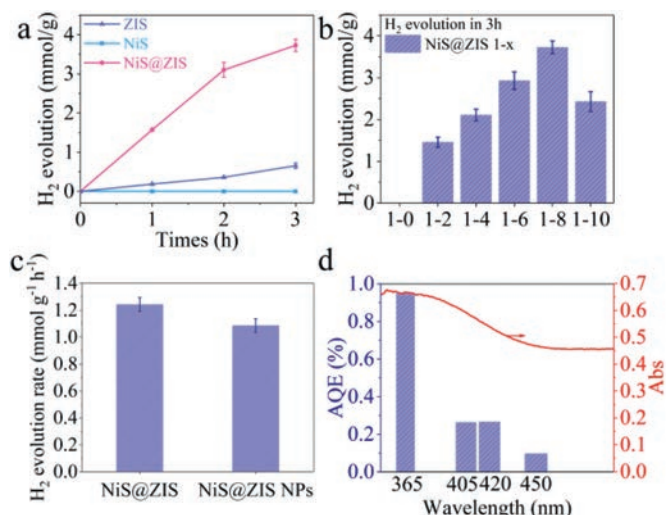 a
ZIS
NiS
NiS@ZIS
H₂ evolution (mmol/g)
4
3
2
1
0
0 1 2 3
Times (h)
b
H₂ evolution in 3h
NiS@ZIS 1-x
H₂ evolution (mmol/g)
4
3
2
1
0
1-0 1-2 1-4 1-6 1-8 1-10
c
H₂ evolution rate (mmol g⁻¹ h⁻¹)
1.4
1.2
1.0
0.8
0.6
0.4
0.2
0.0
NiS@ZIS NiS@ZIS NPs
d
AQE (%)
1.0
0.8
0.6
0.4
0.2
0.0
365 405 420 450
Wavelength (nm)
0.7
0.6
0.5
0.4
0.3
0.2
0.1
0.0
Abs